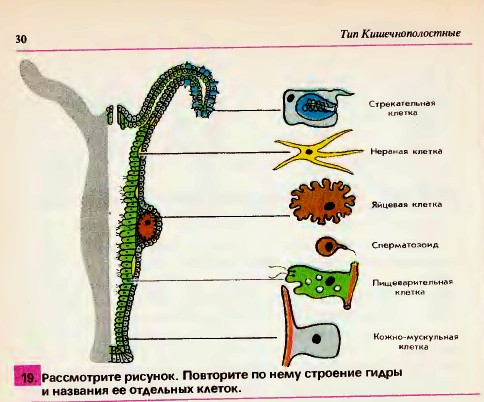 30
Тип Кишечнополостные
Стрекательная
клетка
Нервная клетка
Яйцевая клетка
Сперматозоид
Пищеварительная
клетка
Кожно-мускульная
клетка
19. Рассмотрите рисунок. Повторите по нему строение гидры
и названия ее отдельных клеток.